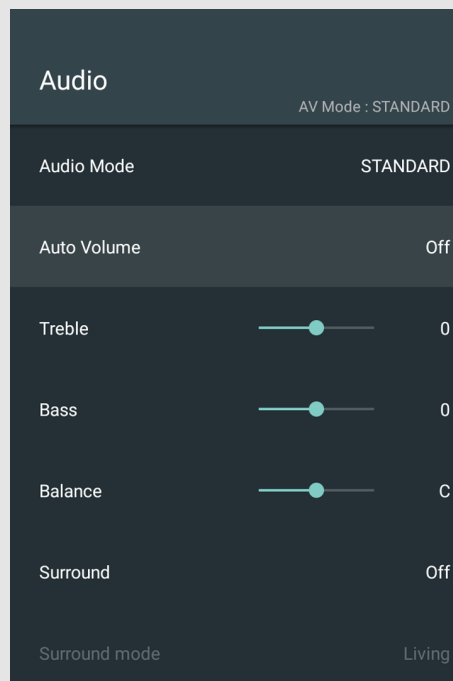 Audio
AV Mode : STANDARD
Audio Mode STANDARD
Auto Volume Off
Treble 0
Bass 0
Balance C
Surround Off
Surround mode Living